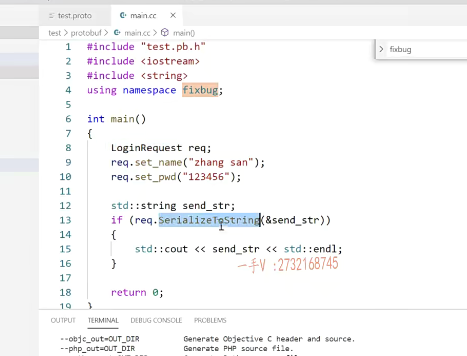 test.proto
main.cc ×
test > protobuf > main.cc > main()
> fixbug
1 #include "test.pb.h"
2 #include <iostream>
3 #include <string>
4 using namespace fixbug;
5
6 int main()
7 {
8 LoginRequest req;
9 req.set_name("zhang san");
10 req.set_pwd("123456");
11
12 std::string send_str;
13 if (req.SerializeToString(&send_str))
14 {
15 std::cout << send_str << std::endl;
16 }
17
18 return 0;
19 }
一手V :2732168745
OUTPUT TERMINAL DEBUG CONSOLE PROBLEMS
--objc_out=OUT_DIR Generate Objective C header and source.
--php_out=OUT_DIR Generate PHP source file.